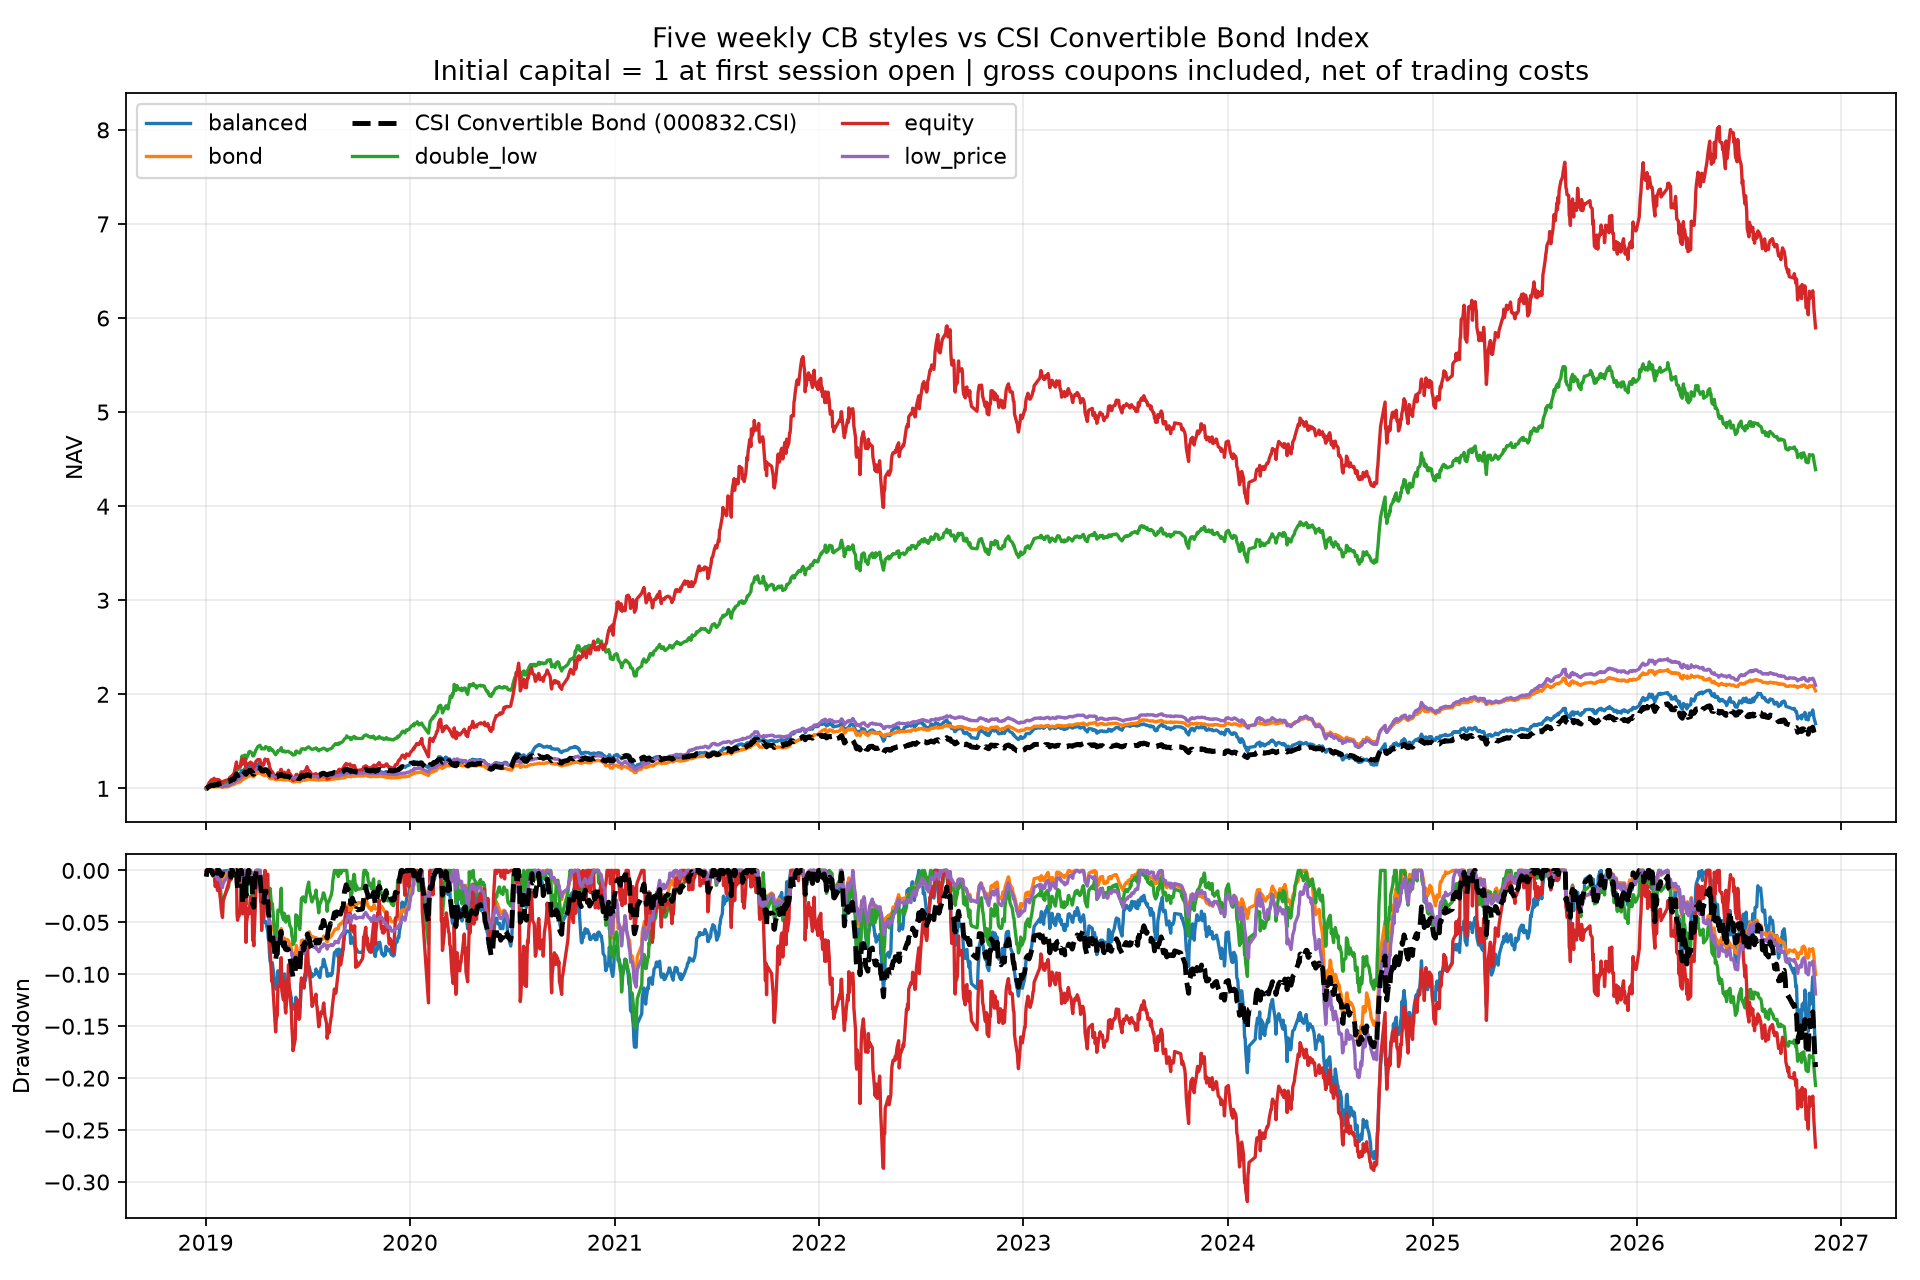 Five weekly CB styles vs CSI Convertible Bond Index
Initial capital = 1 at first session open | gross coupons included, net of trading costs
balanced
bond
CSI Convertible Bond (000832.CSI)
double_low
equity
low_price
NAV
8
7
6
5
4
3
2
1
Drawdown
0.00
−0.05
−0.10
−0.15
−0.20
−0.25
−0.30
2019 2020 2021 2022 2023 2024 2025 2026 2027